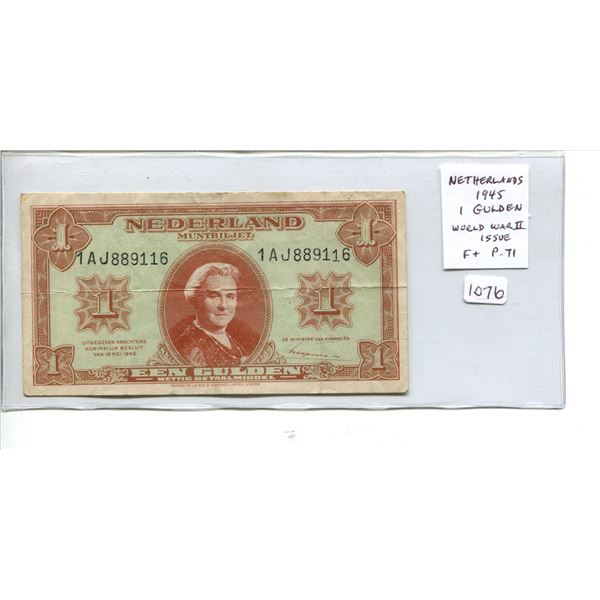 NETHERLANDS
1945
1 GULDEN
WORLD WAR II
ISSUE
F+ P-71
1076
NEDERLAND
MUNTBILJET
1AJ889116 1AJ889116
1
1
1
1
UITGEGEVEN KRACHTENS
KONINKLIJK BESLUIT
VAN 18 MEI 1945
DE MINISTER VAN FINANCIËN
1
1
EEN GULDEN
WETTIG BETAALMIDDEL